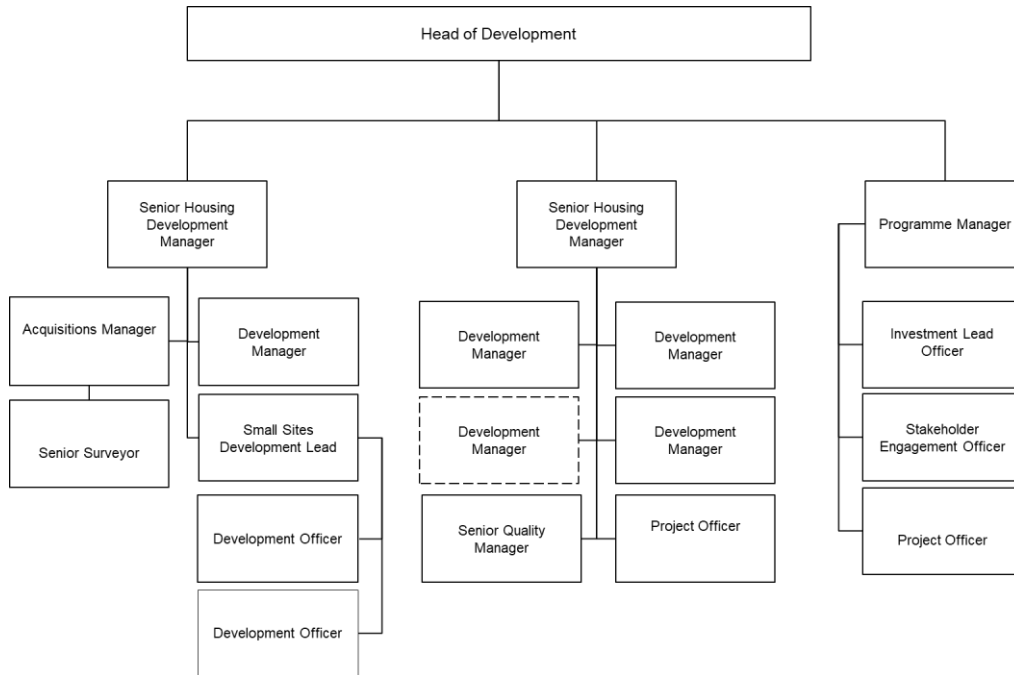 Head of Development
Senior Housing
Development
Manager
Senior Housing
Development
Manager
Programme Manager
Acquisitions Manager
Development
Manager
Development
Manager
Development
Manager
Investment Lead
Officer
Senior Surveyor
Small Sites
Development Lead
Development
Manager
Development
Manager
Stakeholder
Engagement Officer
Development Officer
Senior Quality
Manager
Project Officer
Project Officer
Development Officer